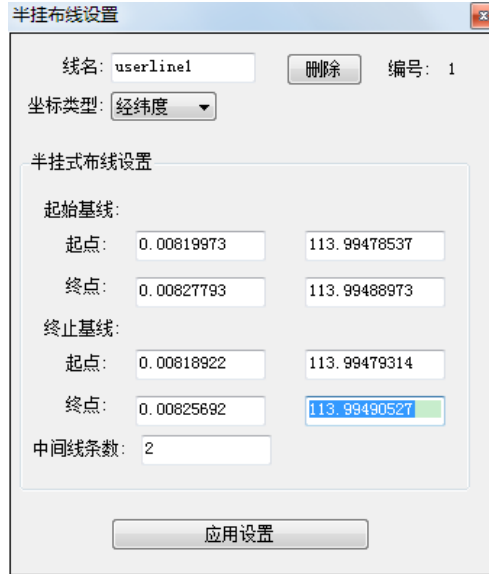 半挂布线设置
线名: userline1 删除 编号: 1
坐标类型: 经纬度
半挂式布线设置
起始基线:
起点: 0.00819973 113.99478537
终点: 0.00827793 113.99488973
终止基线:
起点: 0.00818922 113.99479314
终点: 0.00825692 113.99490527
中间线条数: 2
应用设置